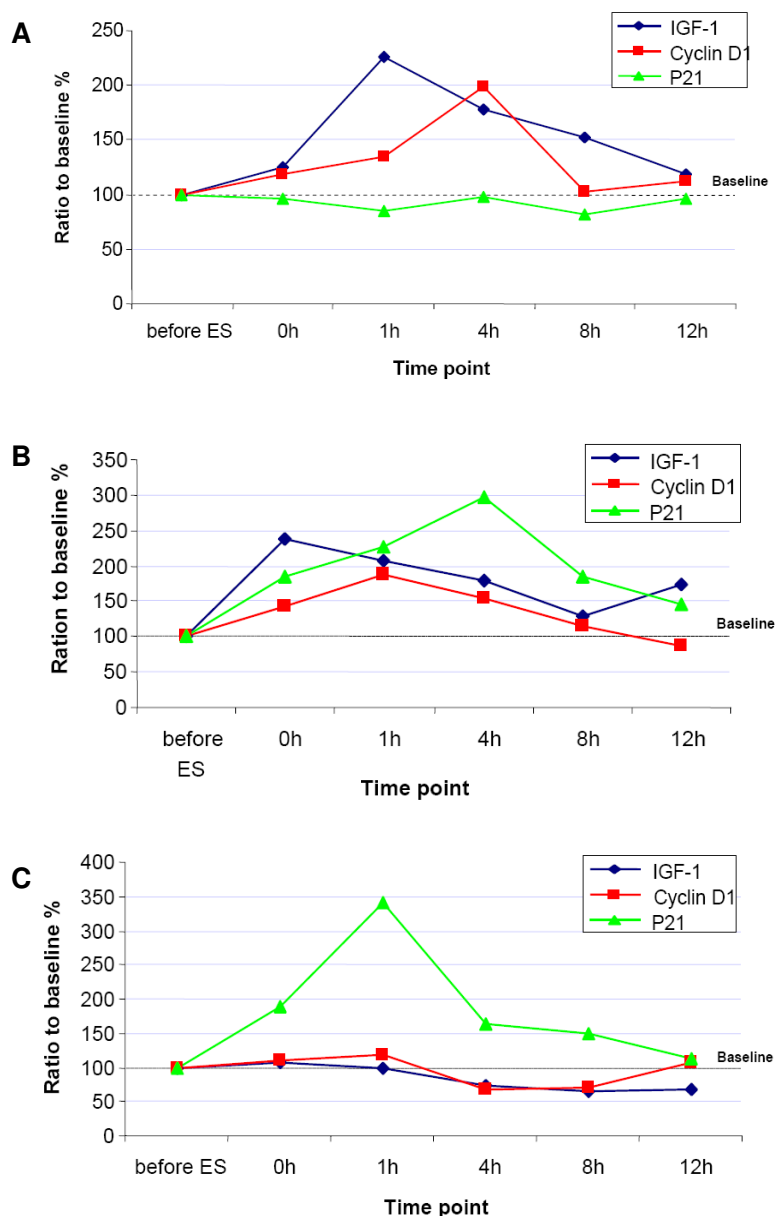 A
250
200
150
100
50
0
Ratio to baseline %
IGF-1
Cyclin D1
P21
Baseline
before ES 0h 1h 4h 8h 12h
Time point
B
350
300
250
200
150
100
50
0
Ration to baseline %
IGF-1
Cyclin D1
P21
Baseline
before 0h 1h 4h 8h 12h
ES
Time point
C
400
350
300
250
200
150
100
50
0
Ratio to baseline %
IGF-1
Cyclin D1
P21
Baseline
before ES 0h 1h 4h 8h 12h
Time point